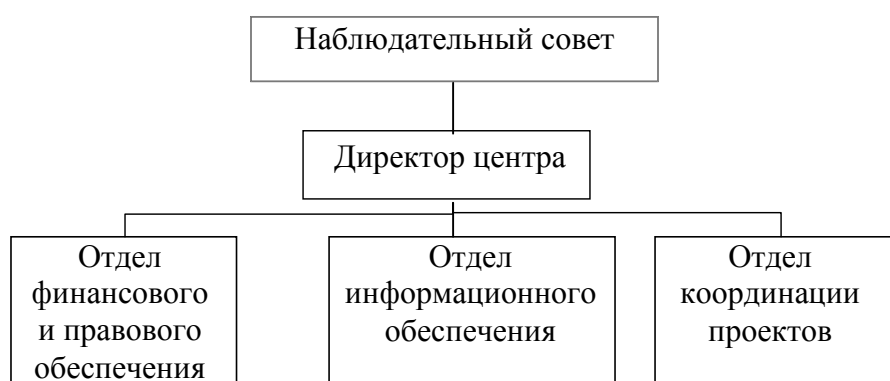 Наблюдательный совет
Директор центра
Отдел
финансового
и правового
обеспечения
Отдел
информационного
обеспечения
Отдел
координации
проектов